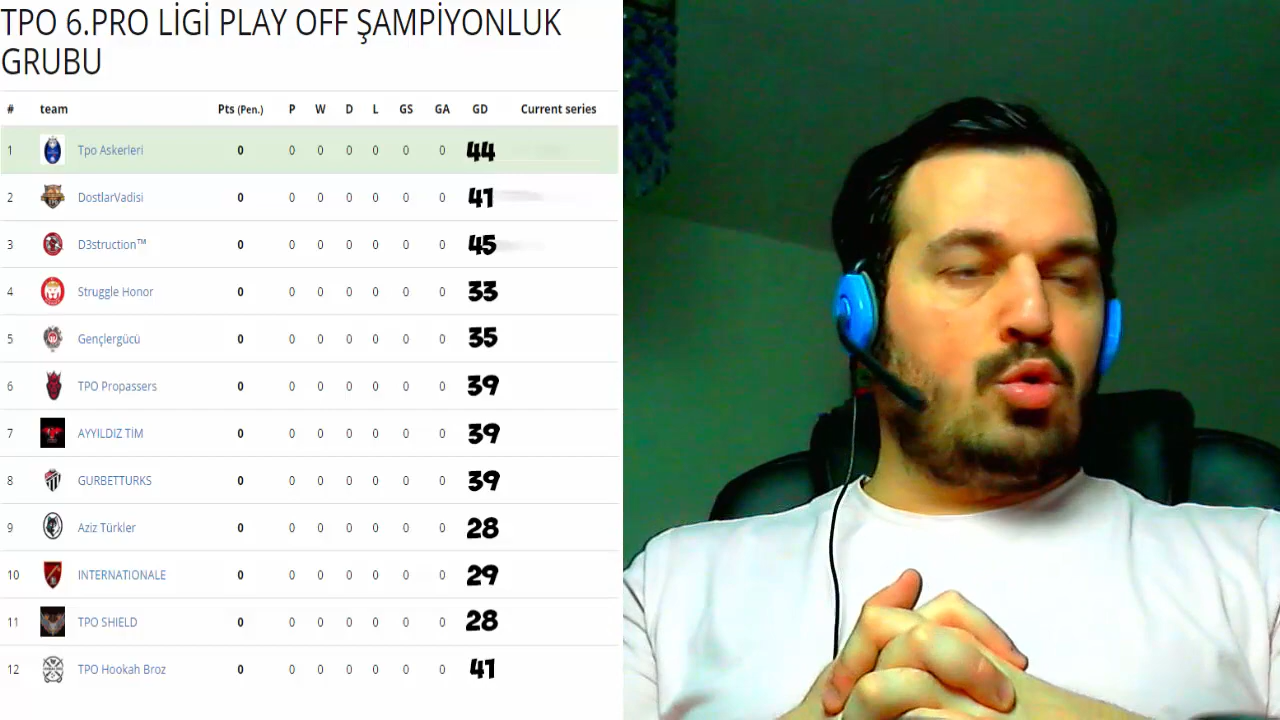 TPO 6.PRO LİGİ PLAY OFF ŞAMPİYONLUK
GRUBU
# team Pts (Pen.) P W D L GS GA GD Current series
1 Tpo Askerleri 0 0 0 0 0 0 0 44
2 DostlarVadisi 0 0 0 0 0 0 0 41
3 D3struction™ 0 0 0 0 0 0 0 45
4 Struggle Honor 0 0 0 0 0 0 0 33
5 Gençlergücü 0 0 0 0 0 0 0 35
6 TPO Propassers 0 0 0 0 0 0 0 39
7 AYYILDIZ TİM 0 0 0 0 0 0 0 39
8 GURBETTURKS 0 0 0 0 0 0 0 39
9 Aziz Türkler 0 0 0 0 0 0 0 28
10 INTERNATIONALE 0 0 0 0 0 0 0 29
11 TPO SHIELD 0 0 0 0 0 0 0 28
12 TPO Hookah Broz 0 0 0 0 0 0 0 41